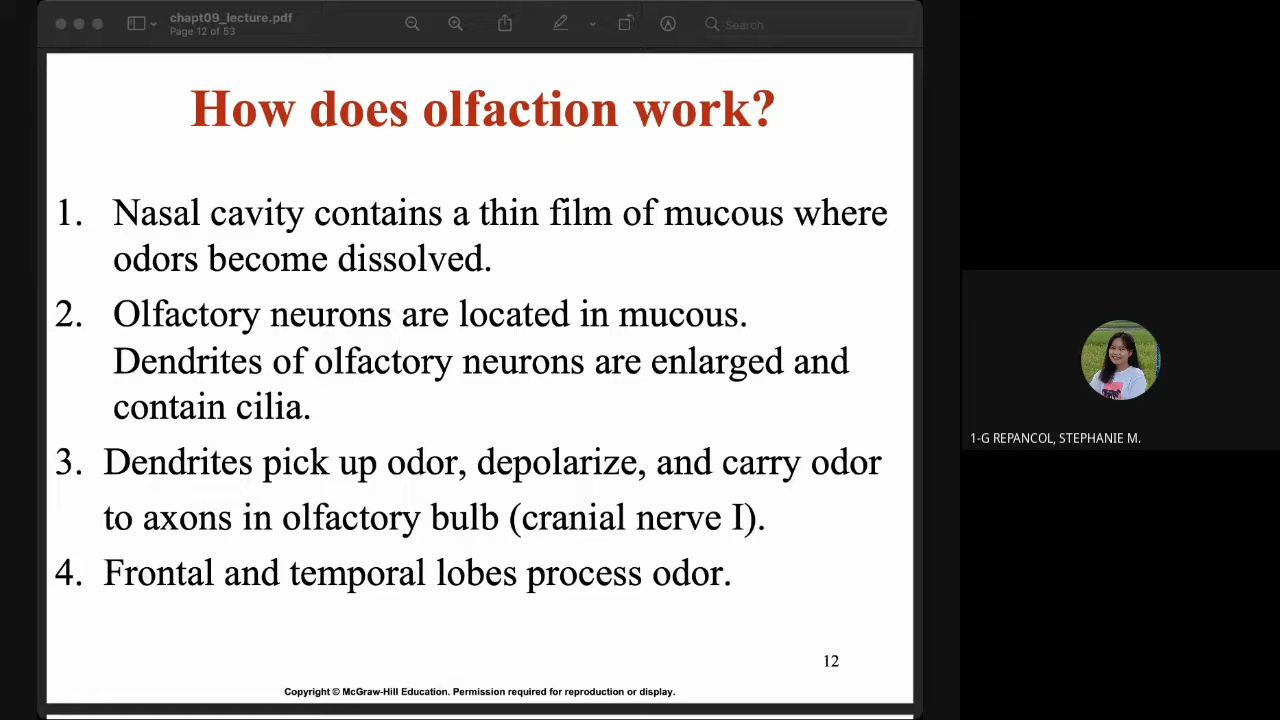 chapt09_lecture.pdf
Page 12 of 53
Search
How does olfaction work?
1. Nasal cavity contains a thin film of mucous where
odors become dissolved.
2. Olfactory neurons are located in mucous.
Dendrites of olfactory neurons are enlarged and
contain cilia.
3. Dendrites pick up odor, depolarize, and carry odor
to axons in olfactory bulb (cranial nerve I).
4. Frontal and temporal lobes process odor.
12
Copyright © McGraw-Hill Education. Permission required for reproduction or display.
1-G REPANCOL, STEPHANIE M.